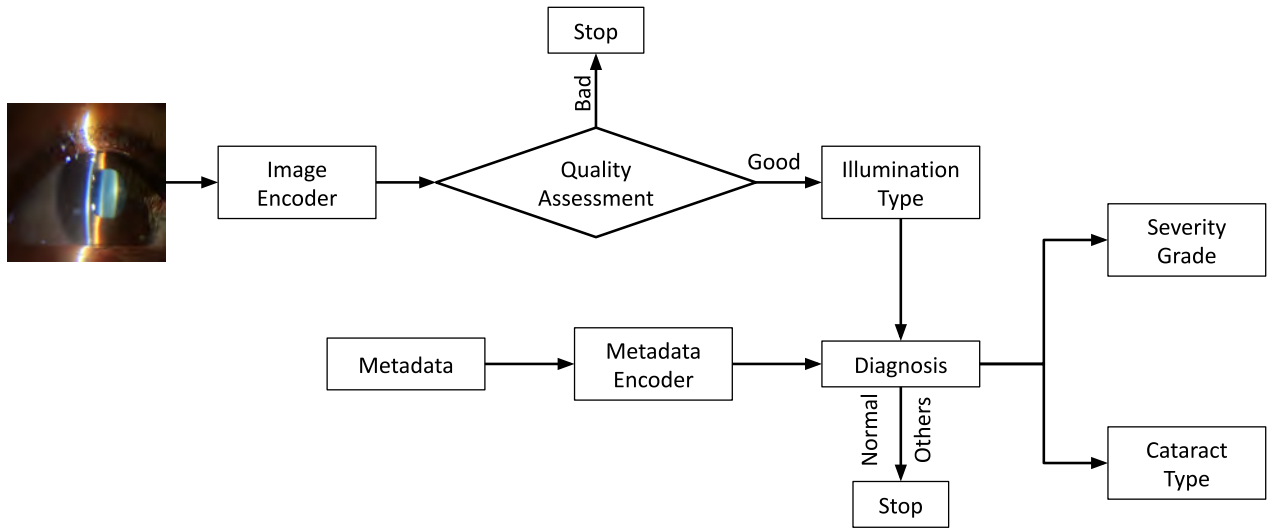 Stop
Bad
Image
Encoder
Quality
Assessment
Good
Illumination
Type
Severity
Grade
Metadata
Metadada
Encoder
Diagnosis
Normal
Others
Cataract
Type
Stop